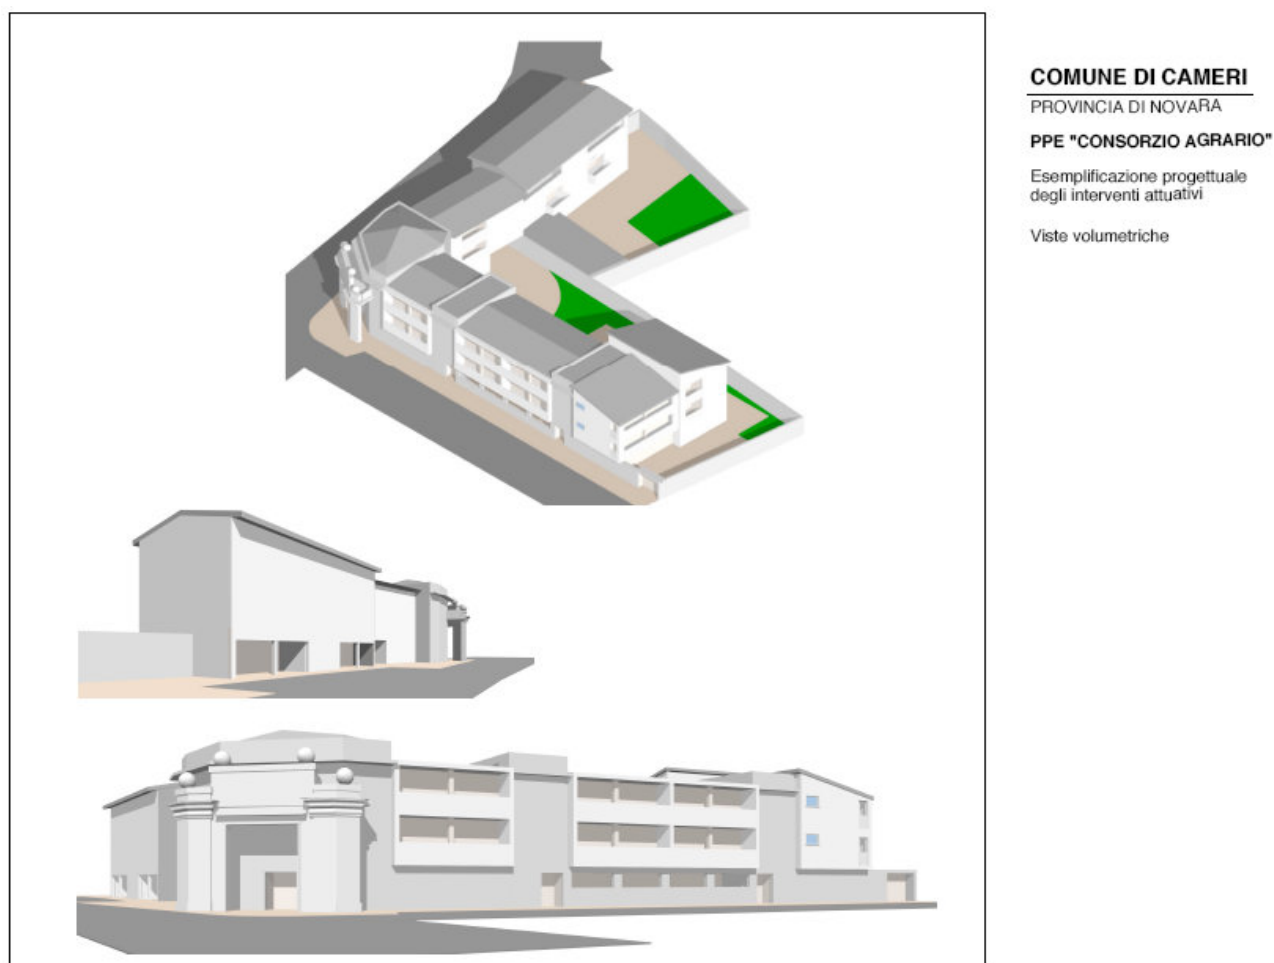 COMUNE DI CAMERI
PROVINCIA DI NOVARA
PPE "CONSORZIO AGRARIO"
Esemplificazione progettuale
degli interventi attuativi
Viste volumetriche